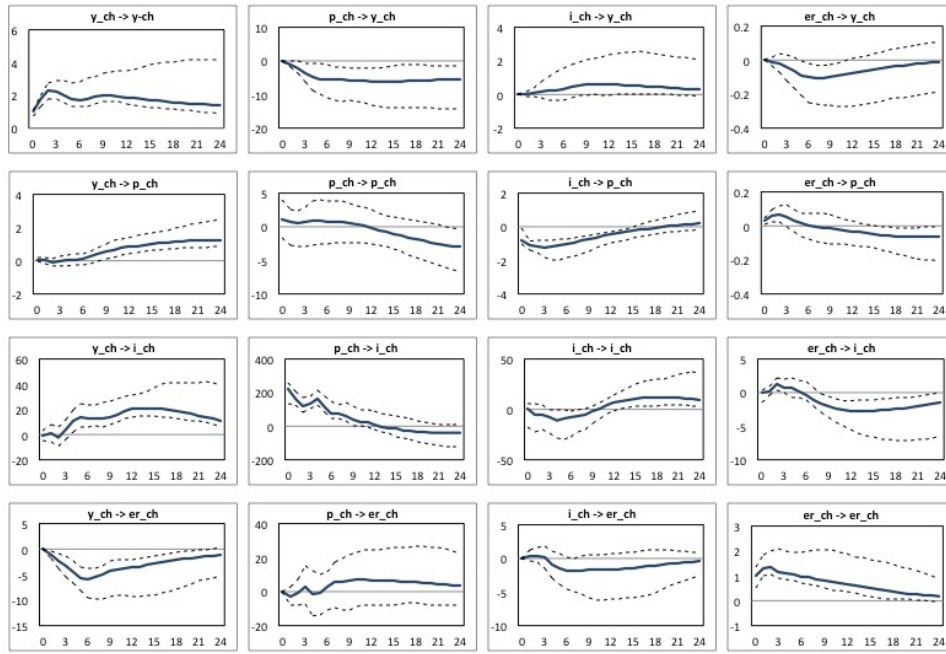 y_ch -> y-ch
6
4
2
0
0 3 6 9 12 15 18 21 24
p_ch -> y_ch
10
0
-10
-20
0 3 6 9 12 15 18 21 24
i_ch -> y_ch
4
2
0
-2
0 3 6 9 12 15 18 21 24
er_ch -> y_ch
0.2
0
-0.2
-0.4
0 3 6 9 12 15 18 21 24
y_ch -> p_ch
4
2
0
-2
0 3 6 9 12 15 18 21 24
p_ch -> p_ch
5
0
-5
-10
0 3 6 9 12 15 18 21 24
i_ch -> p_ch
2
0
-2
-4
0 3 6 9 12 15 18 21 24
er_ch -> p_ch
0.2
0
-0.2
-0.4
0 3 6 9 12 15 18 21 24
y_ch -> i_ch
60
40
20
0
-20
0 3 6 9 12 15 18 21 24
p_ch -> i_ch
400
200
0
-200
0 3 6 9 12 15 18 21 24
i_ch -> i_ch
50
0
-50
0 3 6 9 12 15 18 21 24
er_ch -> i_ch
5
0
-5
-10
0 3 6 9 12 15 18 21 24
y_ch -> er_ch
5
0
-5
-10
-15
0 3 6 9 12 15 18 21 24
p_ch -> er_ch
40
20
0
-20
0 3 6 9 12 15 18 21 24
i_ch -> er_ch
5
0
-5
-10
0 3 6 9 12 15 18 21 24
er_ch -> er_ch
3
2
1
0
-1
0 3 6 9 12 15 18 21 24